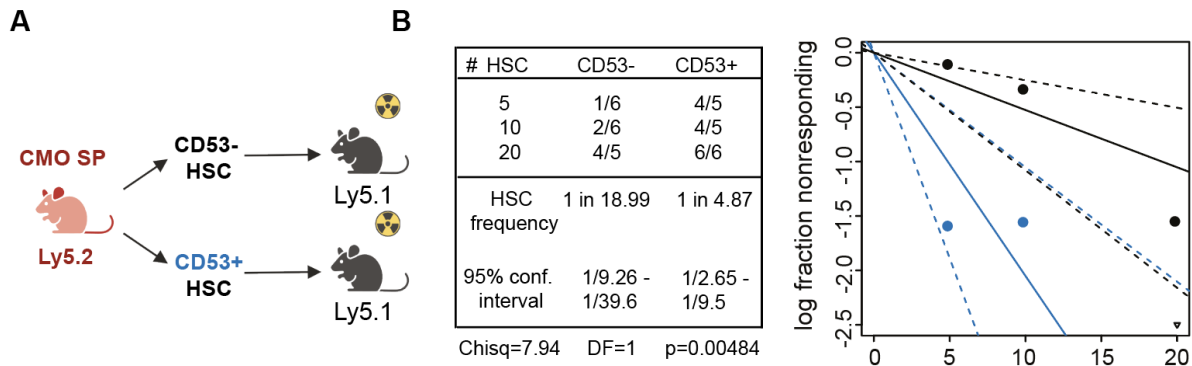 A
CMO SP
Ly5.2
CD53-
HSC
Ly5.1
CD53+
HSC
Ly5.1
B
# HSC CD53- CD53+
5 1/6 4/5
10 2/6 4/5
20 4/5 6/6
HSC
frequency
1 in 18.99 1 in 4.87
95% conf.
interval
1/9.26 -
1/39.6
1/2.65 -
1/9.5
Chisq=7.94 DF=1 p=0.00484
log fraction nonresponding
0.0
-0.5
-1.0
-1.5
-2.0
-2.5
0 5 10 15 20